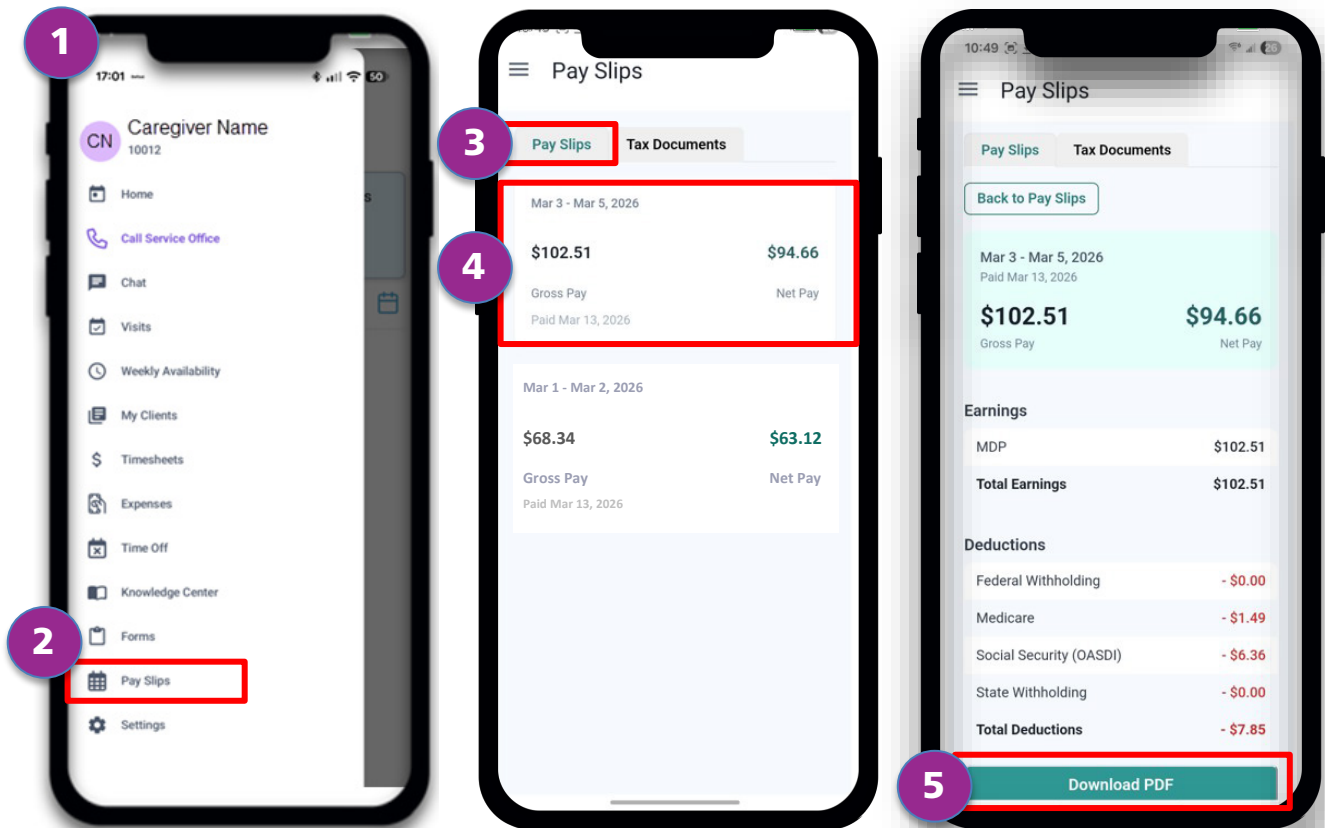 1
17:01
50
CN
Caregiver Name
10012
Home
Call Service Office
Chat
Visits
Weekly Availability
My Clients
Timesheets
Expenses
Time Off
Knowledge Center
2
Forms
Pay Slips
Settings
s
Pay Slips
3
Pay Slips Tax Documents
Mar 3 - Mar 5, 2026
4
$102.51 $94.66
Gross Pay Net Pay
Paid Mar 13, 2026
Mar 1 - Mar 2, 2026
$68.34 $63.12
Gross Pay Net Pay
Paid Mar 13, 2026
10:49
Pay Slips
Pay Slips Tax Documents
Back to Pay Slips
Mar 3 - Mar 5, 2026
Paid Mar 13, 2026
$102.51 $94.66
Gross Pay Net Pay
Earnings
MDP $102.51
Total Earnings $102.51
Deductions
Federal Withholding - $0.00
Medicare - $1.49
Social Security (OASDI) - $6.36
State Withholding - $0.00
Total Deductions - $7.85
5
Download PDF